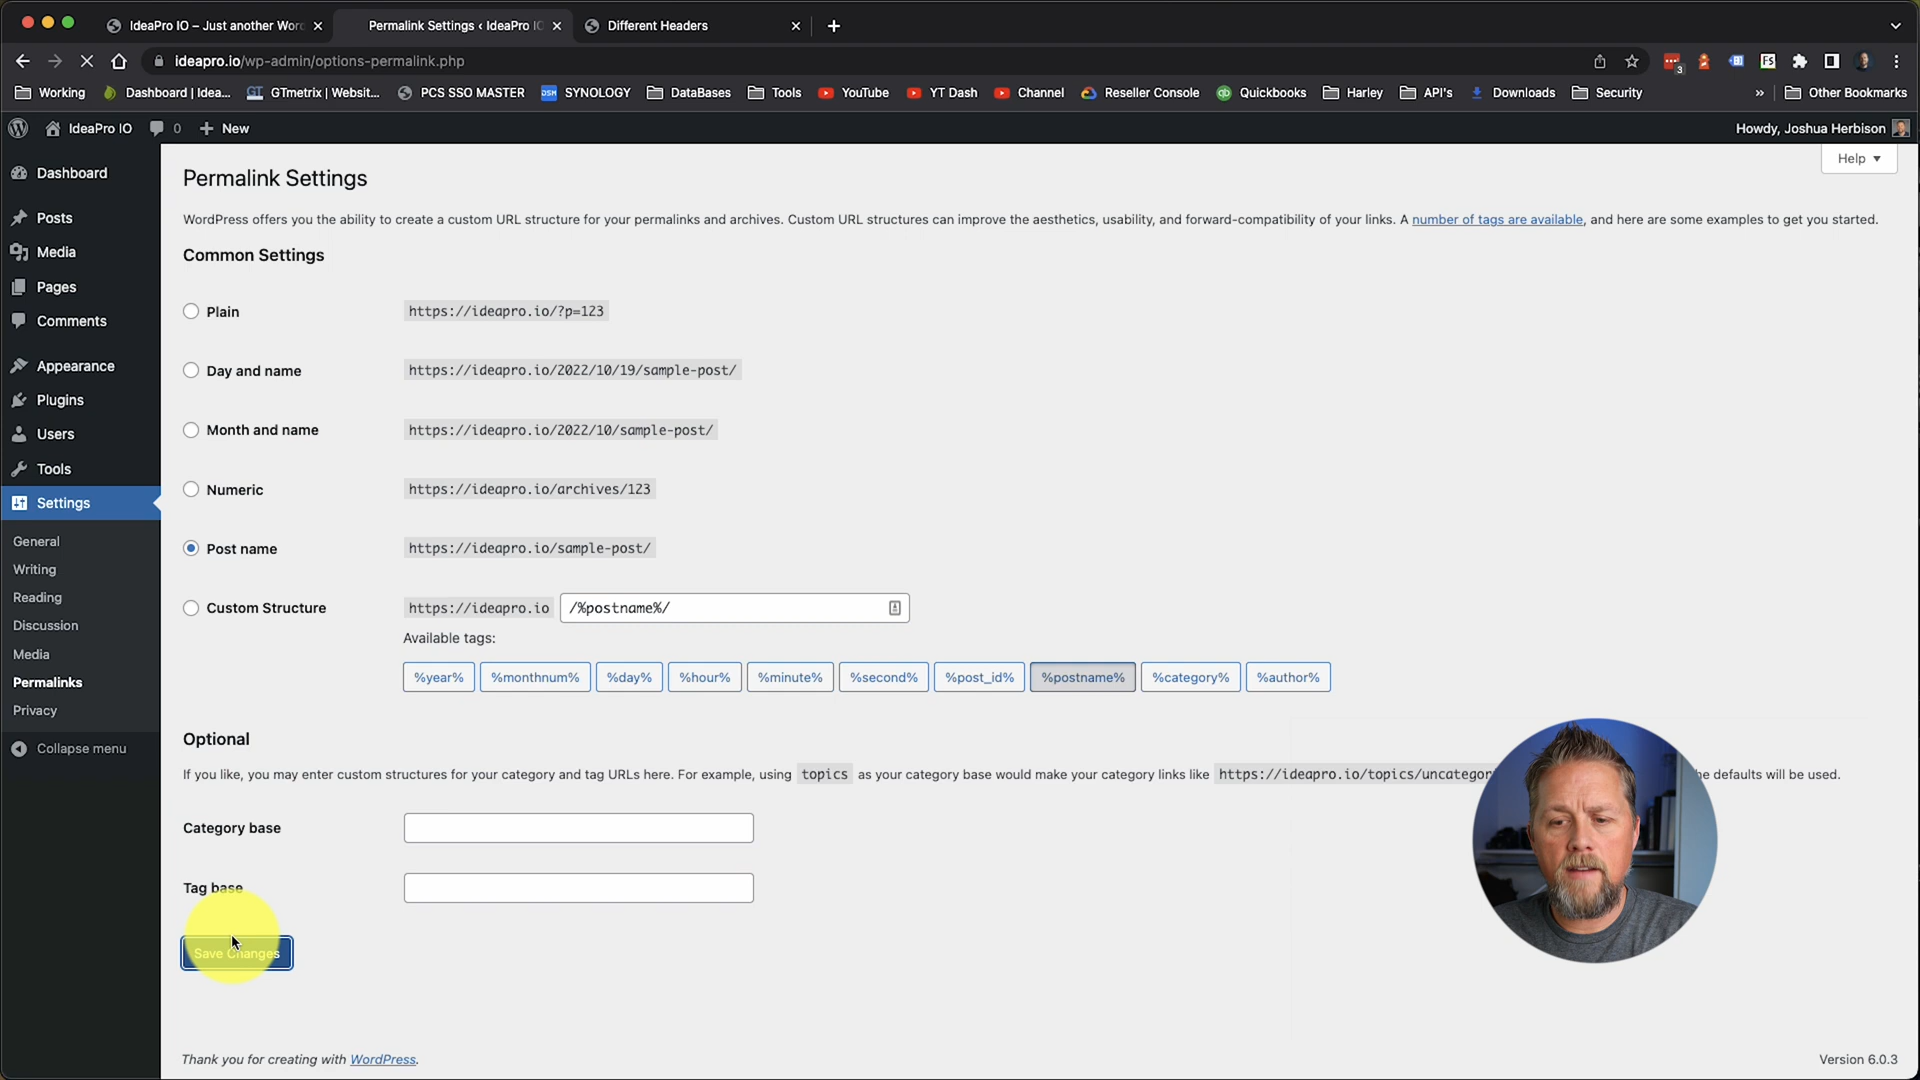 IdeaPro IO – Just another Wor
Permalink Settings ‹ IdeaPro IO
Different Headers
ideapro.io/wp-admin/options-permalink.php
3
Working
Dashboard | Idea...
GTmetrix | Websit...
PCS SSO MASTER
SYNOLOGY
DataBases
Tools
YouTube
YT Dash
Channel
Reseller Console
Quickbooks
Harley
API's
Downloads
Security
»
Other Bookmarks
IdeaPro IO
0
New
Howdy, Joshua Herbison
Help
Dashboard
Posts
Media
Pages
Comments
Appearance
Plugins
Users
Tools
Settings
General
Writing
Reading
Discussion
Media
Permalinks
Privacy
Collapse menu
Permalink Settings
WordPress offers you the ability to create a custom URL structure for your permalinks and archives. Custom URL structures can improve the aesthetics, usability, and forward-compatibility of your links. A number of tags are available, and here are some examples to get you started.
Common Settings
Plain https://ideapro.io/?p=123
Day and name https://ideapro.io/2022/10/19/sample-post/
Month and name https://ideapro.io/2022/10/sample-post/
Numeric https://ideapro.io/archives/123
Post name https://ideapro.io/sample-post/
Custom Structure https://ideapro.io /%postname%/
Available tags:
%year% %monthnum% %day% %hour% %minute% %second% %post_id% %postname% %category% %author%
Optional
If you like, you may enter custom structures for your category and tag URLs here. For example, using topics as your category base would make your category links like https://ideapro.io/topics/uncategor he defaults will be used.
Category base
Tag base
Save Changes
Thank you for creating with WordPress.
Version 6.0.3